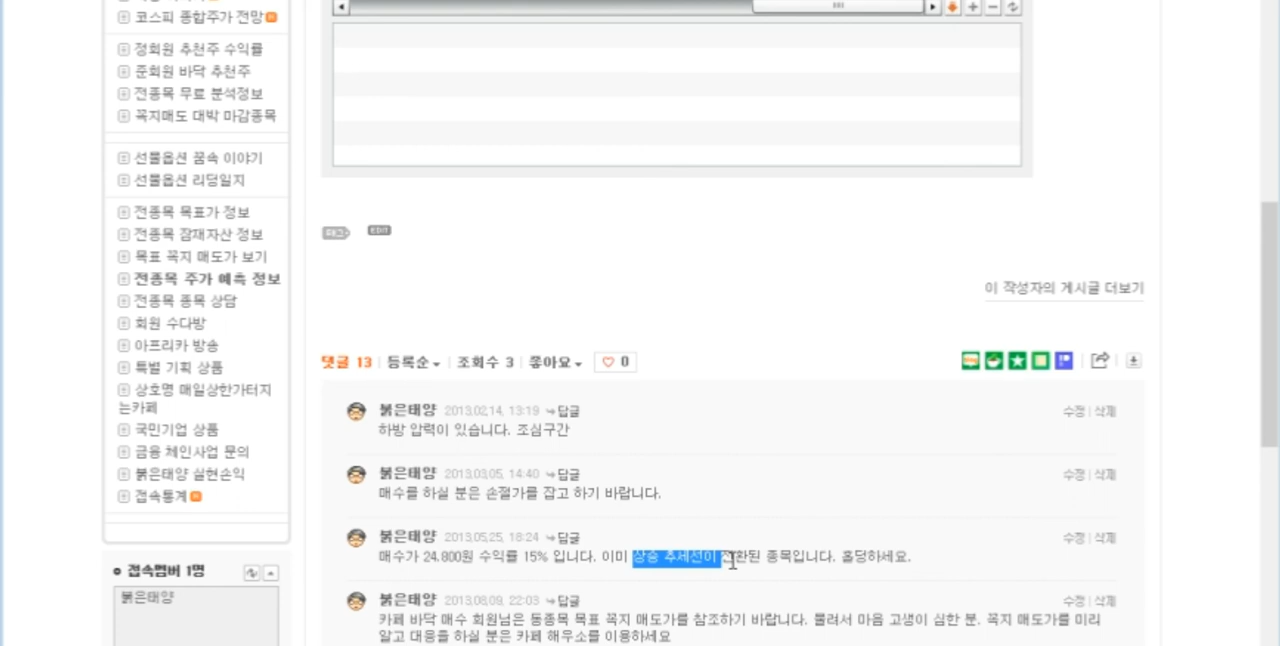 코스피 종합주가 전망
정회원 추천주 수익률
준회원 바닥 추천주
전종목 무료 분석정보
꼭지매도 대박 마감종목
선물옵션 꿈속 이야기
선물옵션 리딩일지
전종목 목표가 정보
전종목 잠재자산 정보
목표 꼭지 매도가 보기
전종목 주가 예측 정보
전종목 종목 상담
회원 수다방
아프리카 방송
특별 기획 상품
상호명 매일상한가터지
는카페
국민기업 상품
금융 체인사업 문의
붉은태양 실현손익
접속통계
접속멤버 1명
붉은태양
태그 EDIT
이 작성자의 게시글 더보기
댓글 13 등록순 조회수 3 좋아요 0
붉은태양 2013.02.14. 13:19 답글 수정 삭제
하방 압력이 있습니다. 조심구간
붉은태양 2013.03.05. 14:40 답글 수정 삭제
매수를 하실 분은 손절가를 잡고 하기 바랍니다.
붉은태양 2013.05.25. 18:24 답글 수정 삭제
매수가 24.800원 수익률 15% 입니다. 이미 상승 추세선이 전환된 종목입니다. 홀딩하세요.
붉은태양 2013.08.09. 22:03 답글 수정 삭제
카페 바닥 매수 회원님은 동종목 목표 꼭지 매도가를 참조하기 바랍니다. 물려서 마음 고생이 심한 분. 꼭지 매도가를 미리
알고 대응을 하실 분은 카페 해우소를 이용하세요